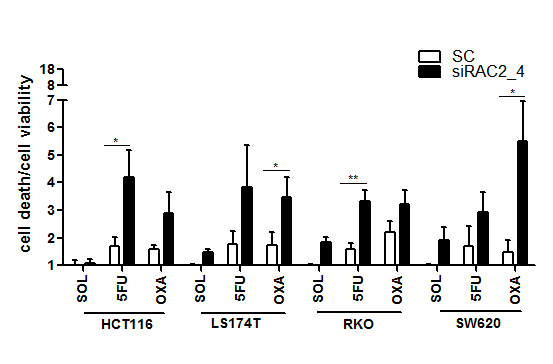 SC
siRAC2_4
cell death/cell viability
18
8
7
6
5
4
3
2
1
*
*
**
*
SOL 5FU OXA SOL 5FU OXA SOL 5FU OXA SOL 5FU OXA
HCT116 LS174T RKO SW620